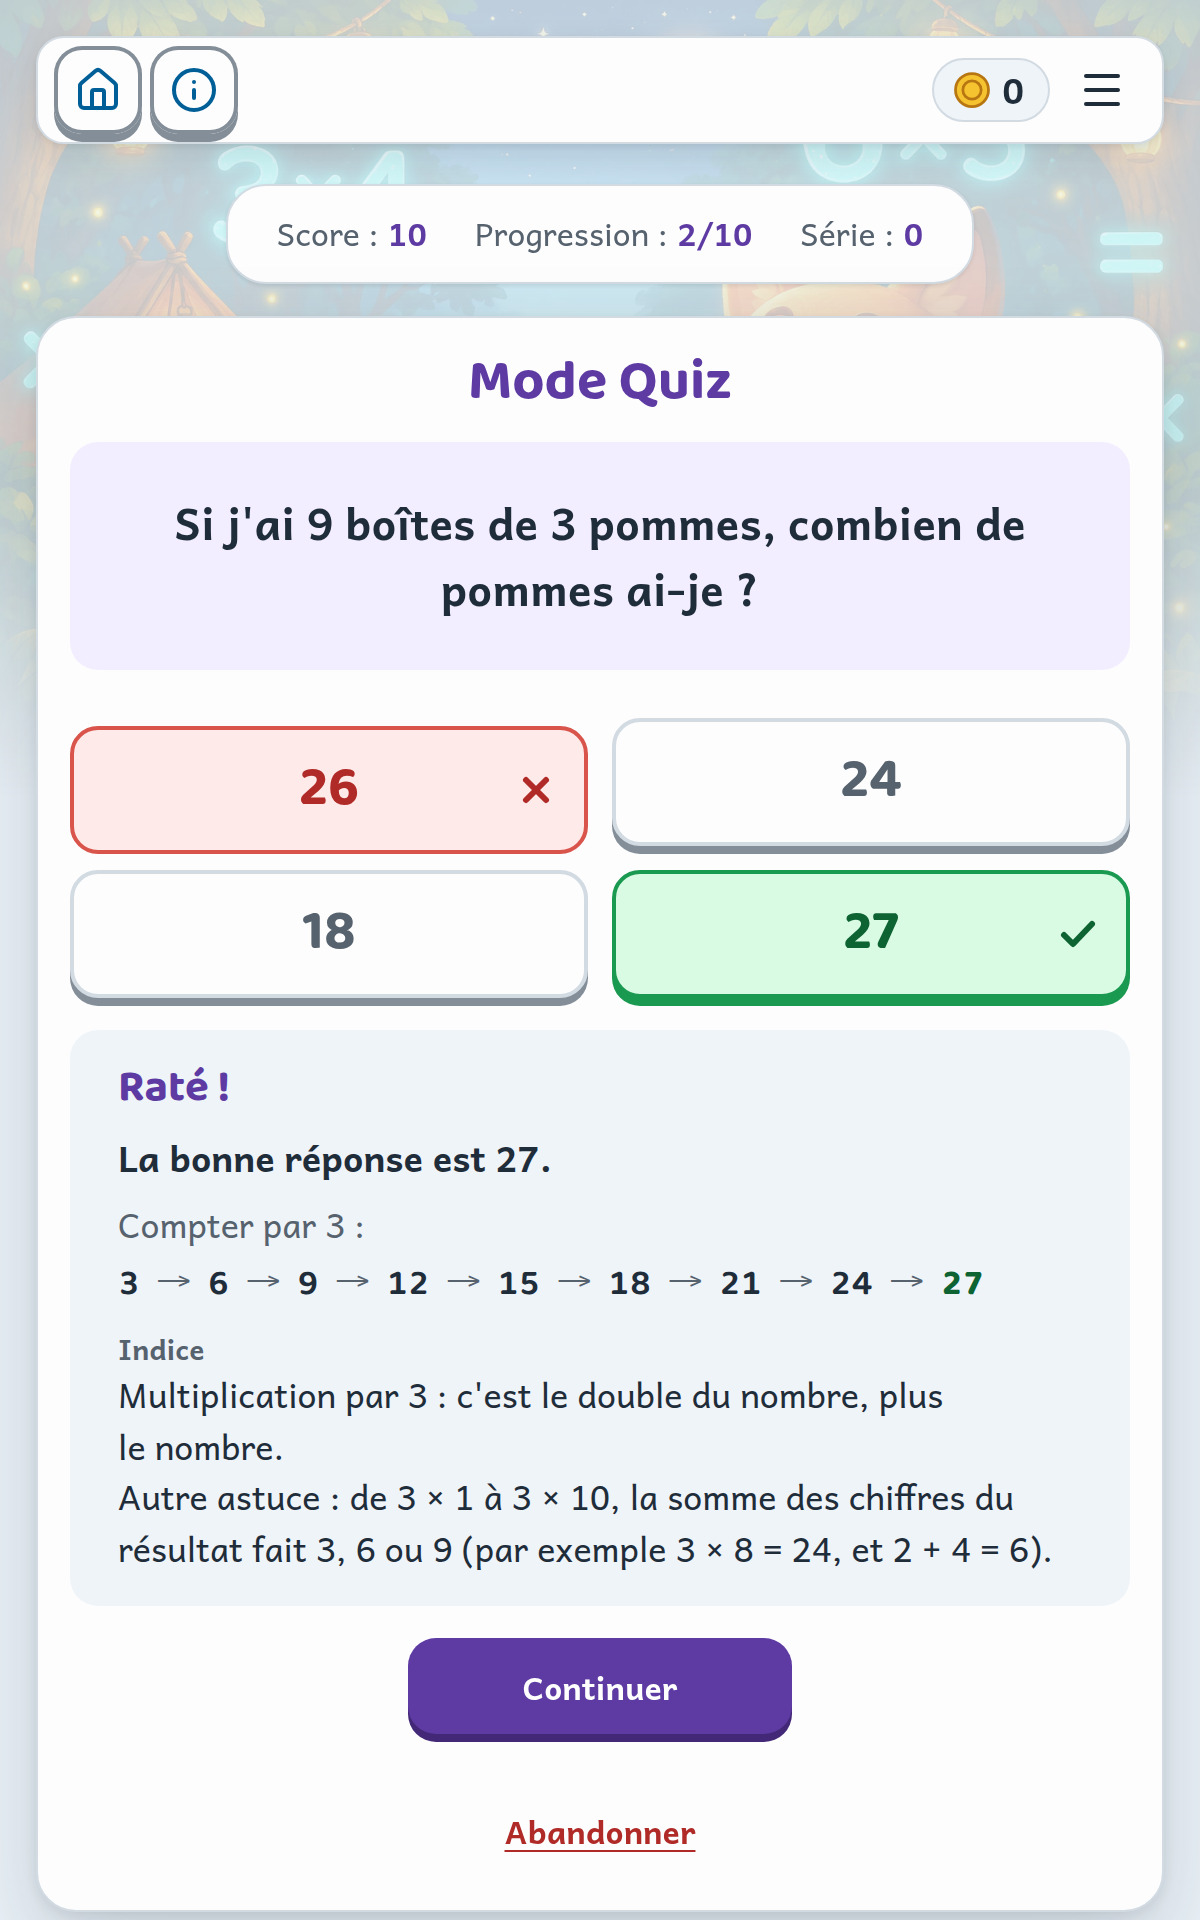 0
Score : 10 Progression : 2/10 Série : 0
Mode Quiz
Si j'ai 9 boîtes de 3 pommes, combien de
pommes ai-je ?
26
24
18
27
Raté !
La bonne réponse est 27.
Compter par 3 :
3 → 6 → 9 → 12 → 15 → 18 → 21 → 24 → 27
Indice
Multiplication par 3 : c'est le double du nombre, plus
le nombre.
Autre astuce : de 3 × 1 à 3 × 10, la somme des chiffres du
résultat fait 3, 6 ou 9 (par exemple 3 × 8 = 24, et 2 + 4 = 6).
Continuer
Abandonner